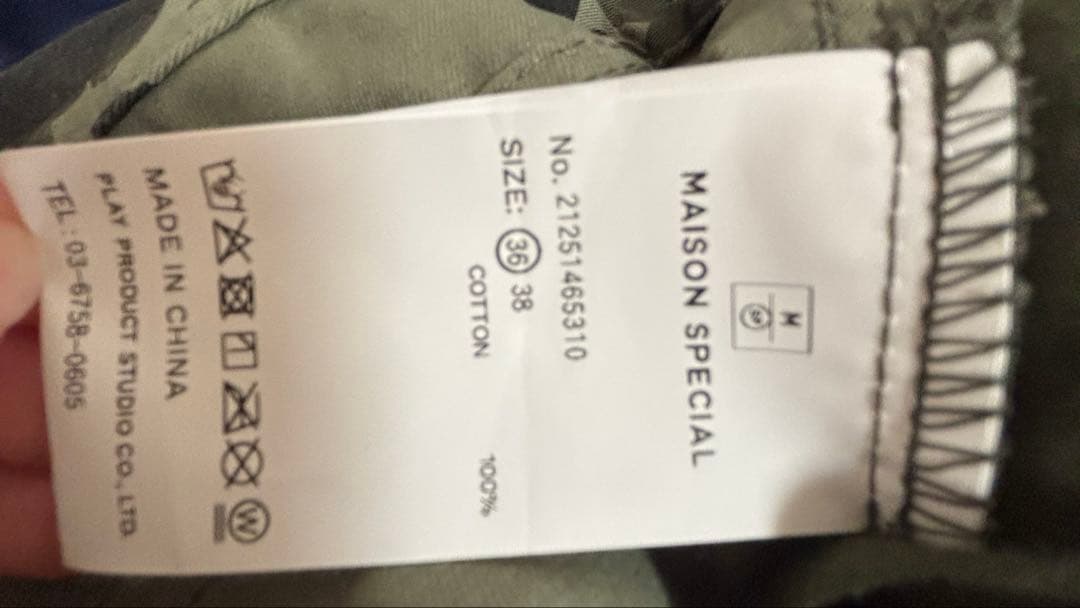 M
MAISON SPECIAL
No. 21251465310
SIZE: 36 38
COTTON 100%
W
MADE IN CHINA
PLAY PRODUCT STUDIO CO., LTD.
TEL : 03-6758-0605